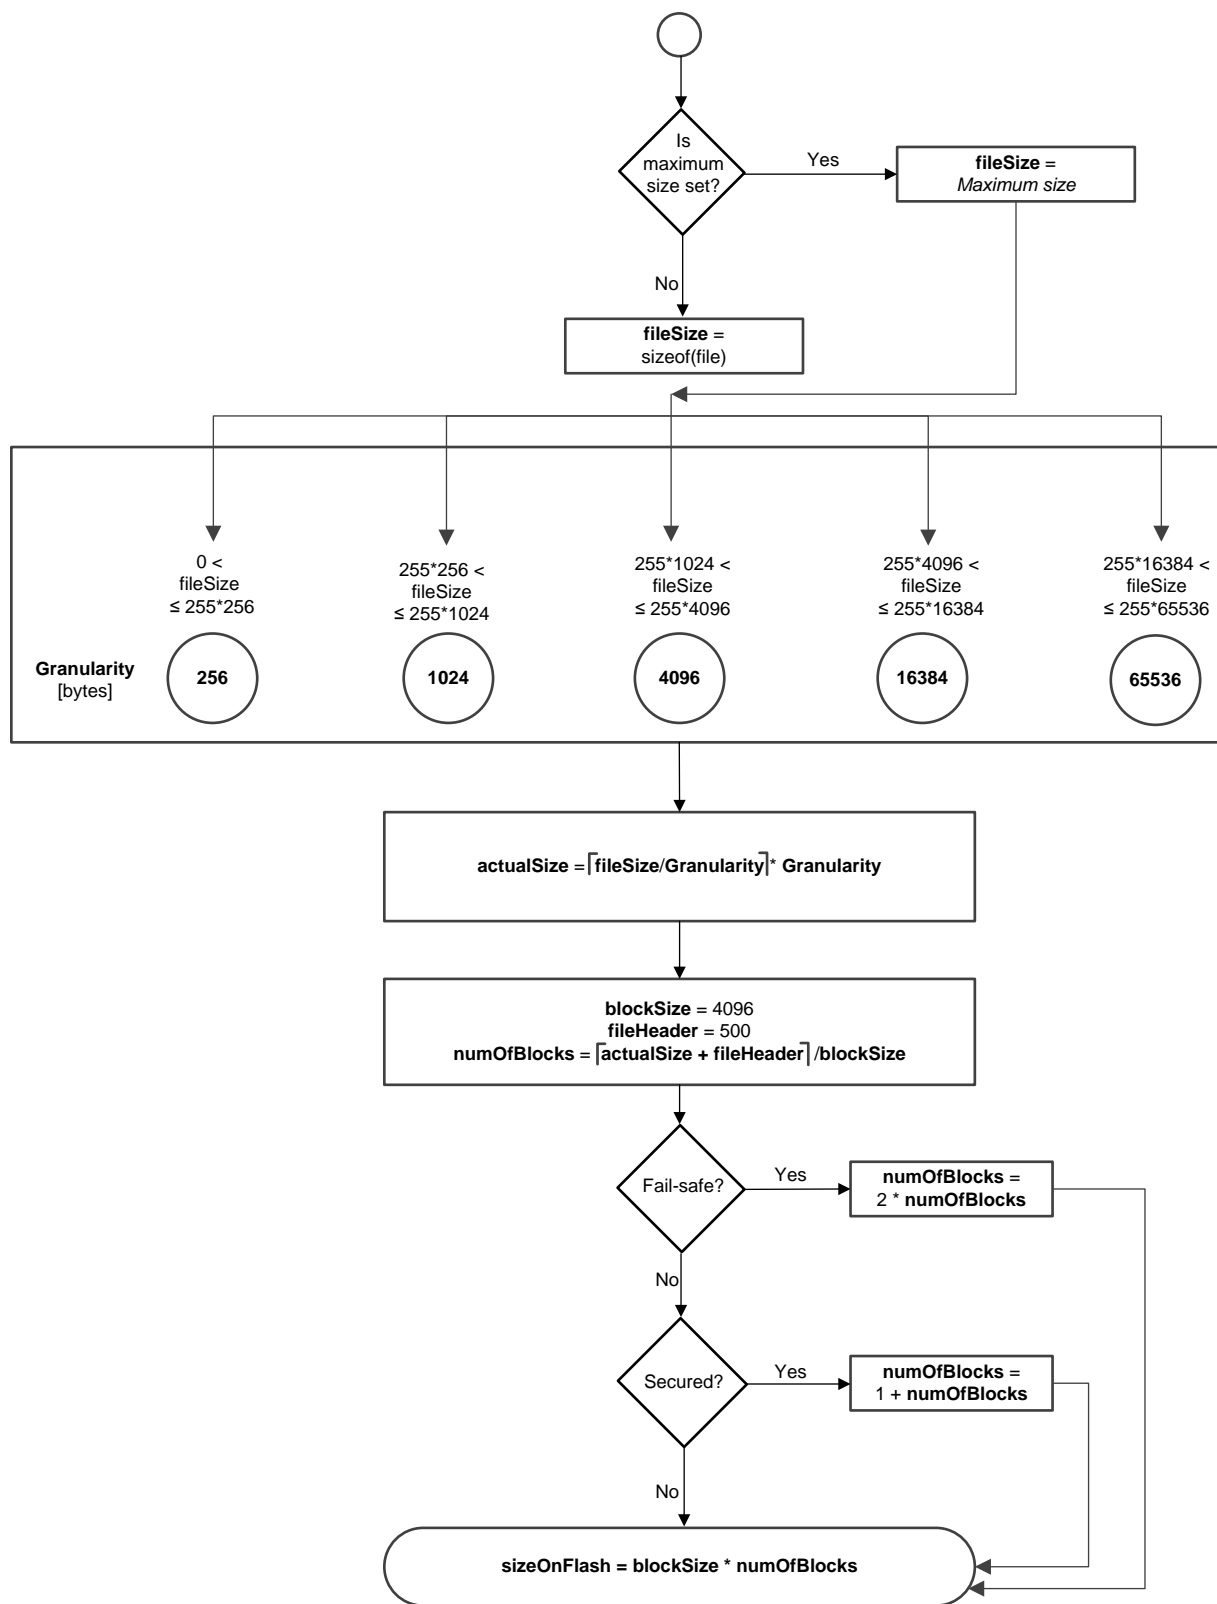 Is
maximum
size set?
Yes
fileSize =
Maximum size
No
fileSize =
sizeof(file)
0 <
fileSize
≤ 255*256
255*256 <
fileSize
≤ 255*1024
255*1024 <
fileSize
≤ 255*4096
255*4096 <
fileSize
≤ 255*16384
255*16384 <
fileSize
≤ 255*65536
Granularity
[bytes]
256
1024
4096
16384
65536
actualSize = ⌈fileSize/Granularity⌉ * Granularity
blockSize = 4096
fileHeader = 500
numOfBlocks = ⌈actualSize + fileHeader⌉ /blockSize
Fail-safe?
Yes
numOfBlocks =
2 * numOfBlocks
No
Secured?
Yes
numOfBlocks =
1 + numOfBlocks
No
sizeOnFlash = blockSize * numOfBlocks